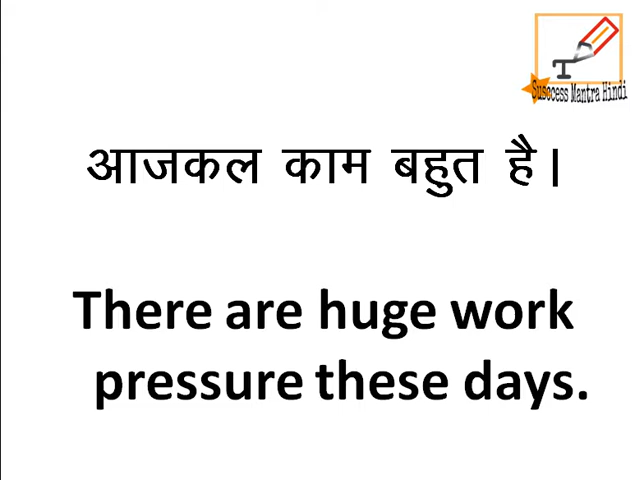 Suscess Mantra Hindi
आजकल काम बहुत है।
There are huge work
pressure these days.